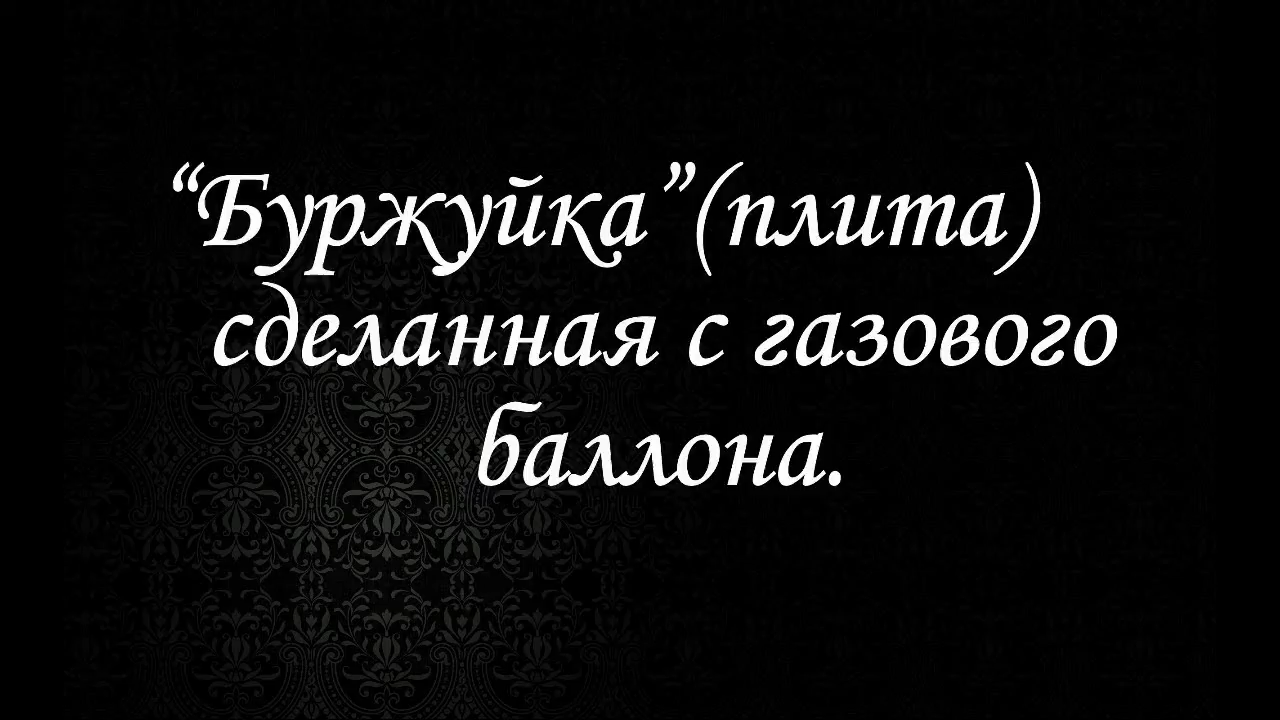 “Буржуйка”(плита)
сделанная с газового
баллона.